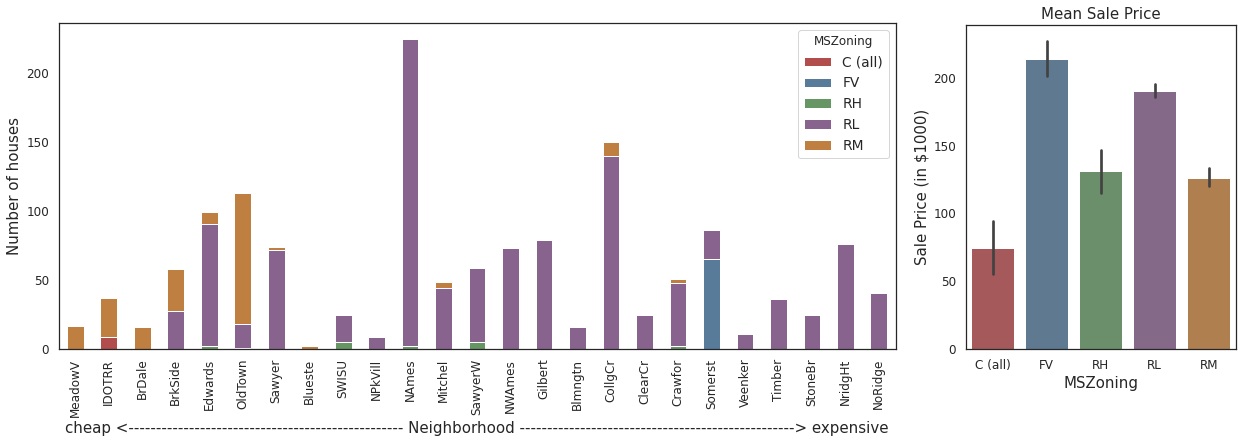 Number of houses
200
150
100
50
0
MSZoning
C (all)
FV
RH
RL
RM
MeadowV
IDOTRR
BrDale
BrkSide
Edwards
OldTown
Sawyer
Blueste
SWISU
NPkVill
NAmes
Mitchel
SawyerW
NWAmes
Gilbert
Blmngtn
CollgCr
ClearCr
Crawfor
Somerst
Veenker
Timber
StoneBr
NridgHt
NoRidge
cheap <-------------------------------------------------- Neighborhood --------------------------------------------------> expensive
Mean Sale Price
Sale Price (in $1000)
200
150
100
50
0
C (all)
FV
RH
RL
RM
MSZoning